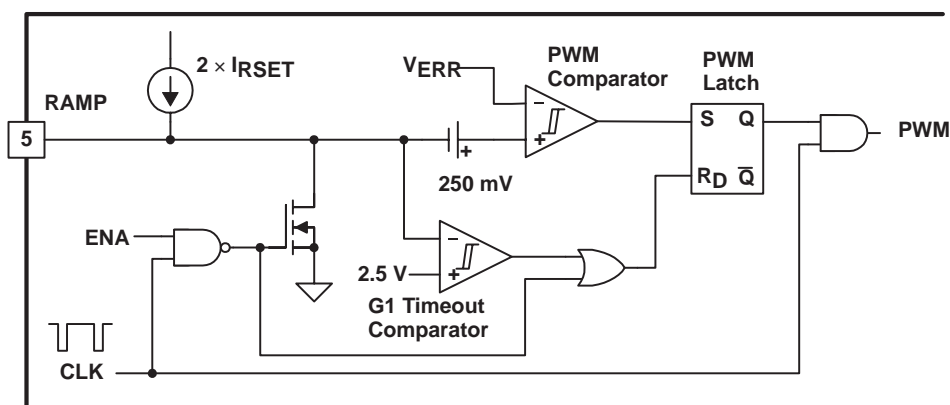 2 × IRSET
RAMP
5
VERR
PWM
Comparator
−
+
PWM
Latch
S Q
RD Q̅
PWM
+
250 mV
ENA
−
2.5 V
+
G1 Timeout
Comparator
CLK